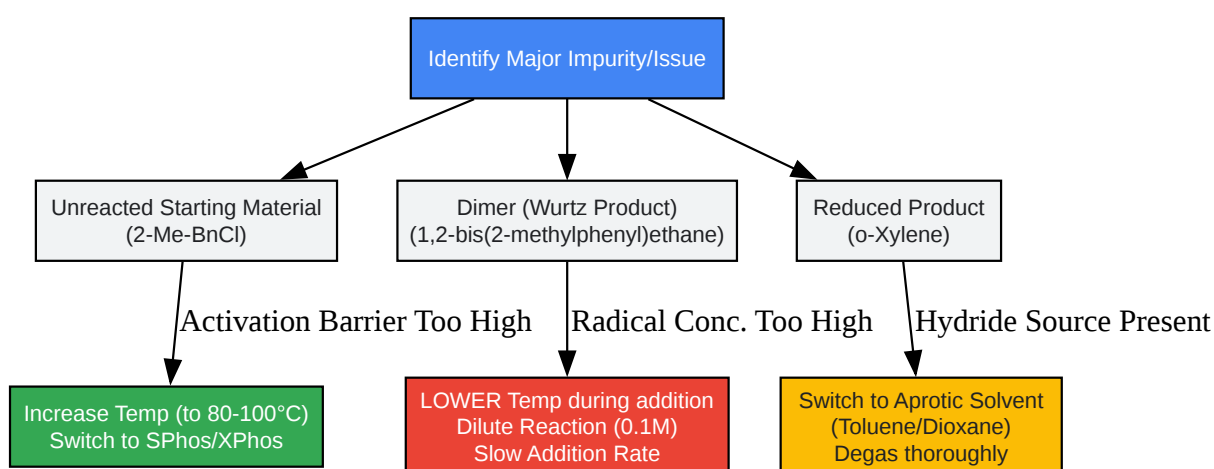 Identify Major Impurity/Issue
Unreacted Starting Material
(2-Me-BnCl)
Dimer (Wurtz Product)
(1,2-bis(2-methylphenyl)ethane)
Reduced Product
(o-Xylene)
Activation Barrier Too High
Radical Conc. Too High
Hydride Source Present
Increase Temp (to 80-100°C)
Switch to SPhos/XPhos
LOWER Temp during addition
Dilute Reaction (0.1M)
Slow Addition Rate
Switch to Aprotic Solvent
(Toluene/Dioxane)
Degas thoroughly